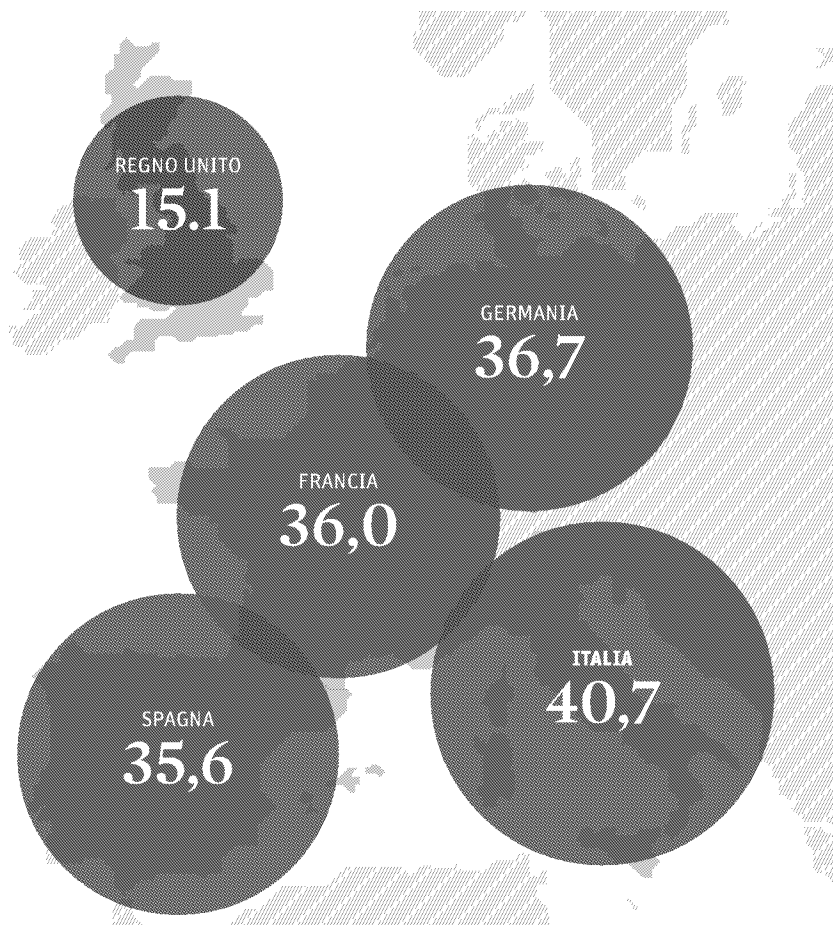 REGNO UNITO
15.1
GERMANIA
36,7
FRANCIA
36,0
ITALIA
40,7
SPAGNA
35,6